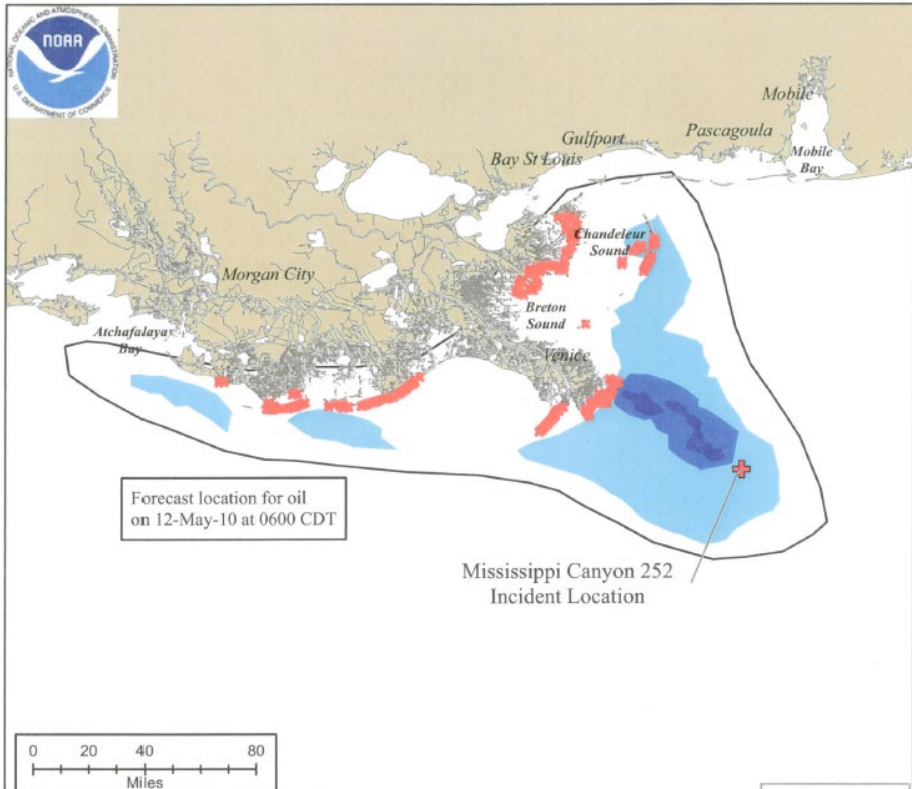 NATIONAL OCEANIC AND ATMOSPHERIC ADMINISTRATION
NOAA
U.S. DEPARTMENT OF COMMERCE
Mobile
Pascagoula
Gulfport
Mobile
Bay
Bay St Louis
Chandeleur
Sound
Morgan City
Breton
Sound
Atchafalaya
Bay
Venice
Forecast location for oil
on 12-May-10 at 0600 CDT
Mississippi Canyon 252
Incident Location
0 20 40 80
Miles